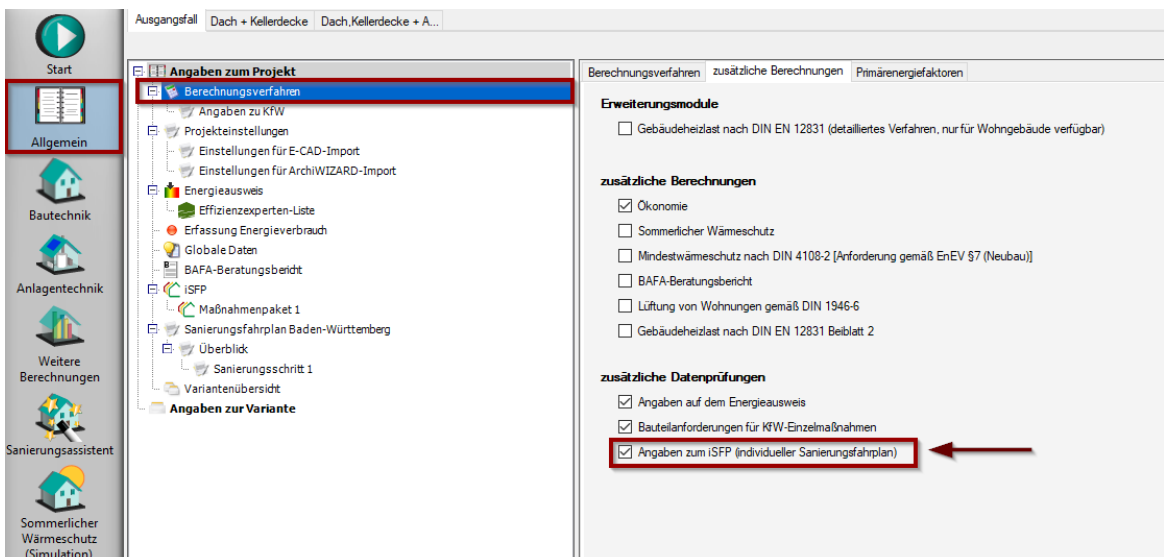 Start
Allgemein
Bautechnik
Anlagentechnik
Weitere
Berechnungen
Sanierungsassistent
Sommerlicher
Wärmeschutz
(Simulation)
Ausgangsfall
Dach + Kellerdecke
Dach,Kellerdecke + A...
Angaben zum Projekt
Berechnungsverfahren
Angaben zu KfW
Projekteinstellungen
Einstellungen für E-CAD-Import
Einstellungen für ArchiWIZARD-Import
Energieausweis
Effizienzexperten-Liste
Erfassung Energieverbrauch
Globale Daten
BAFA-Beratungsbericht
iSFP
Maßnahmenpaket 1
Sanierungsfahrplan Baden-Württemberg
Überblick
Sanierungsschritt 1
Variantenübersicht
Angaben zur Variante
Berechnungsverfahren
zusätzliche Berechnungen
Primärenergiefaktoren
Erweiterungsmodule
Gebäudeheizlast nach DIN EN 12831 (detailliertes Verfahren, nur für Wohngebäude verfügbar)
zusätzliche Berechnungen
Ökonomie
Sommerlicher Wärmeschutz
Mindestwärmeschutz nach DIN 4108-2 [Anforderung gemäß EnEV §7 (Neubau)]
BAFA-Beratungsbericht
Lüftung von Wohnungen gemäß DIN 1946-6
Gebäudeheizlast nach DIN EN 12831 Beiblatt 2
zusätzliche Datenprüfungen
Angaben auf dem Energieausweis
Bauteilanforderungen für KfW-Einzelmaßnahmen
Angaben zum iSFP (individueller Sanierungsfahrplan)